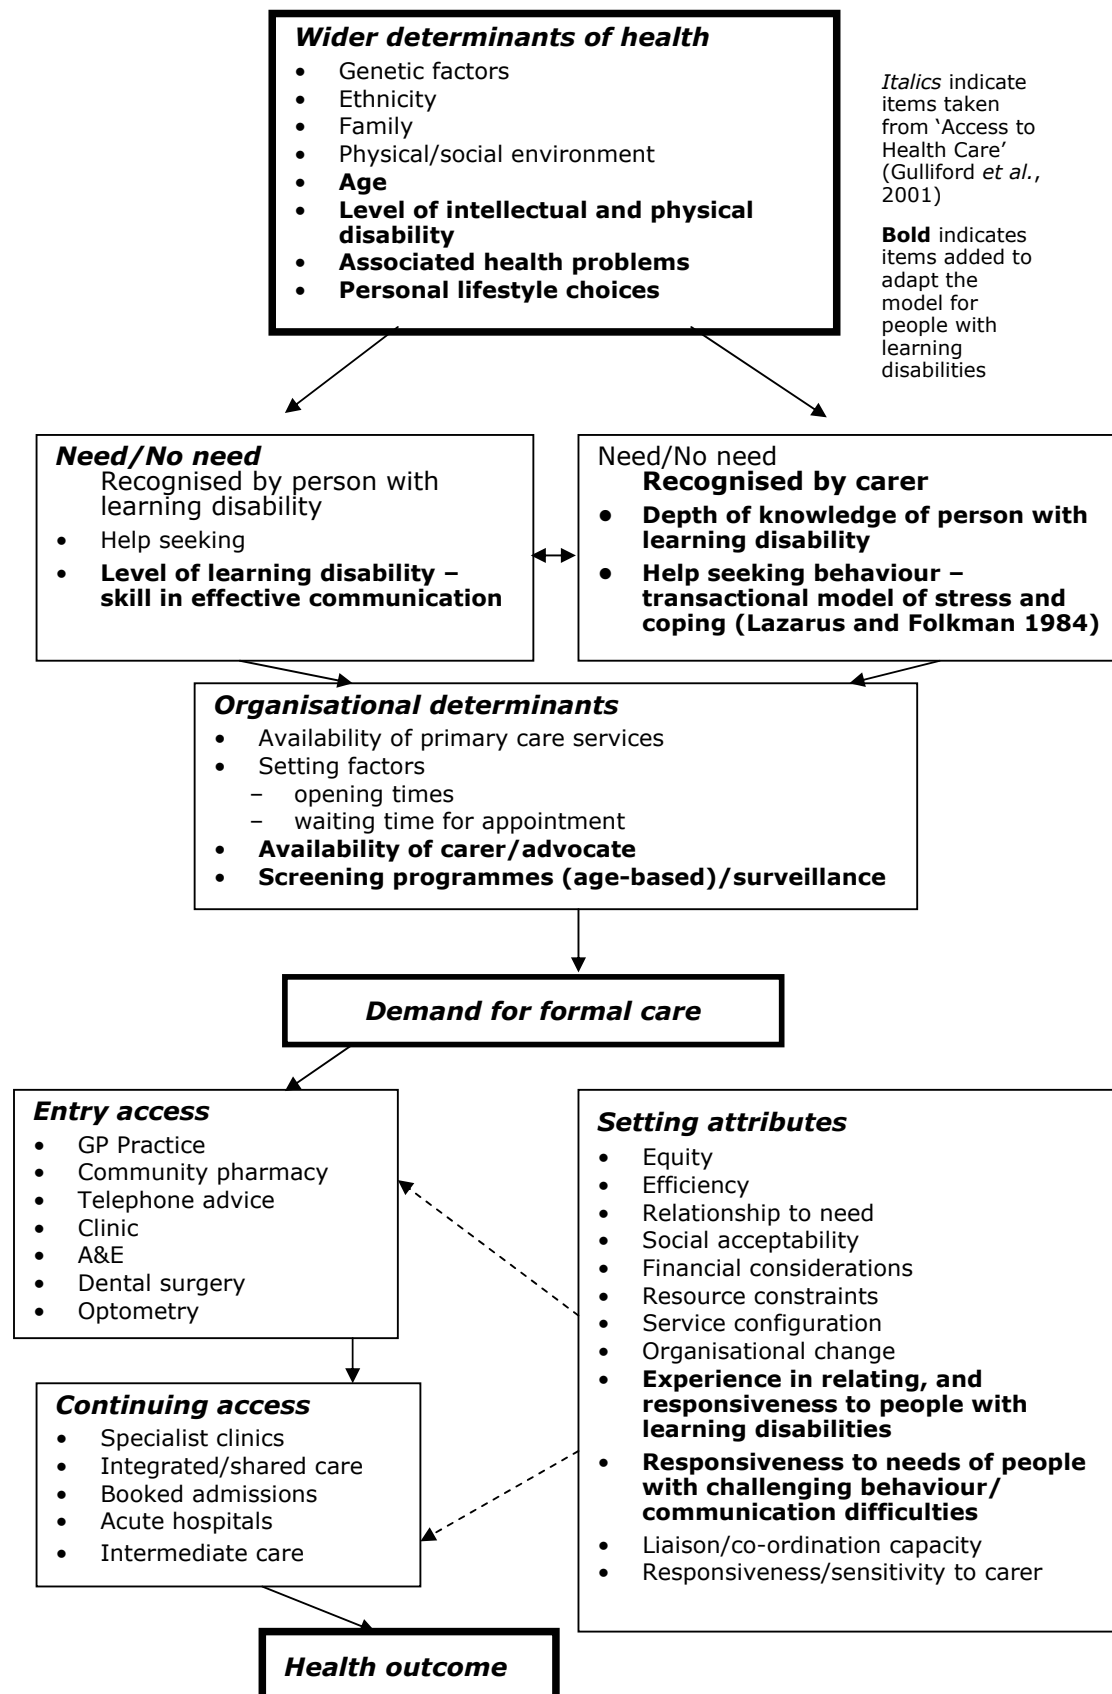 Wider determinants of health
• Genetic factors
• Ethnicity
• Family
• Physical/social environment
• Age
• Level of intellectual and physical
disability
• Associated health problems
• Personal lifestyle choices
Italics indicate
items taken
from ‘Access to
Health Care’
(Gulliford et al.,
2001)
Bold indicates
items added to
adapt the
model for
people with
learning
disabilities
Need/No need
Recognised by person with
learning disability
• Help seeking
• Level of learning disability –
skill in effective communication
Need/No need
Recognised by carer
• Depth of knowledge of person with
learning disability
• Help seeking behaviour –
transactional model of stress and
coping (Lazarus and Folkman 1984)
Organisational determinants
• Availability of primary care services
• Setting factors
– opening times
– waiting time for appointment
• Availability of carer/advocate
• Screening programmes (age-based)/surveillance
Demand for formal care
Entry access
• GP Practice
• Community pharmacy
• Telephone advice
• Clinic
• A&E
• Dental surgery
• Optometry
Setting attributes
• Equity
• Efficiency
• Relationship to need
• Social acceptability
• Financial considerations
• Resource constraints
• Service configuration
• Organisational change
• Experience in relating, and
responsiveness to people with
learning disabilities
• Responsiveness to needs of people
with challenging behaviour/
communication difficulties
• Liaison/co-ordination capacity
• Responsiveness/sensitivity to carer
Continuing access
• Specialist clinics
• Integrated/shared care
• Booked admissions
• Acute hospitals
• Intermediate care
Health outcome